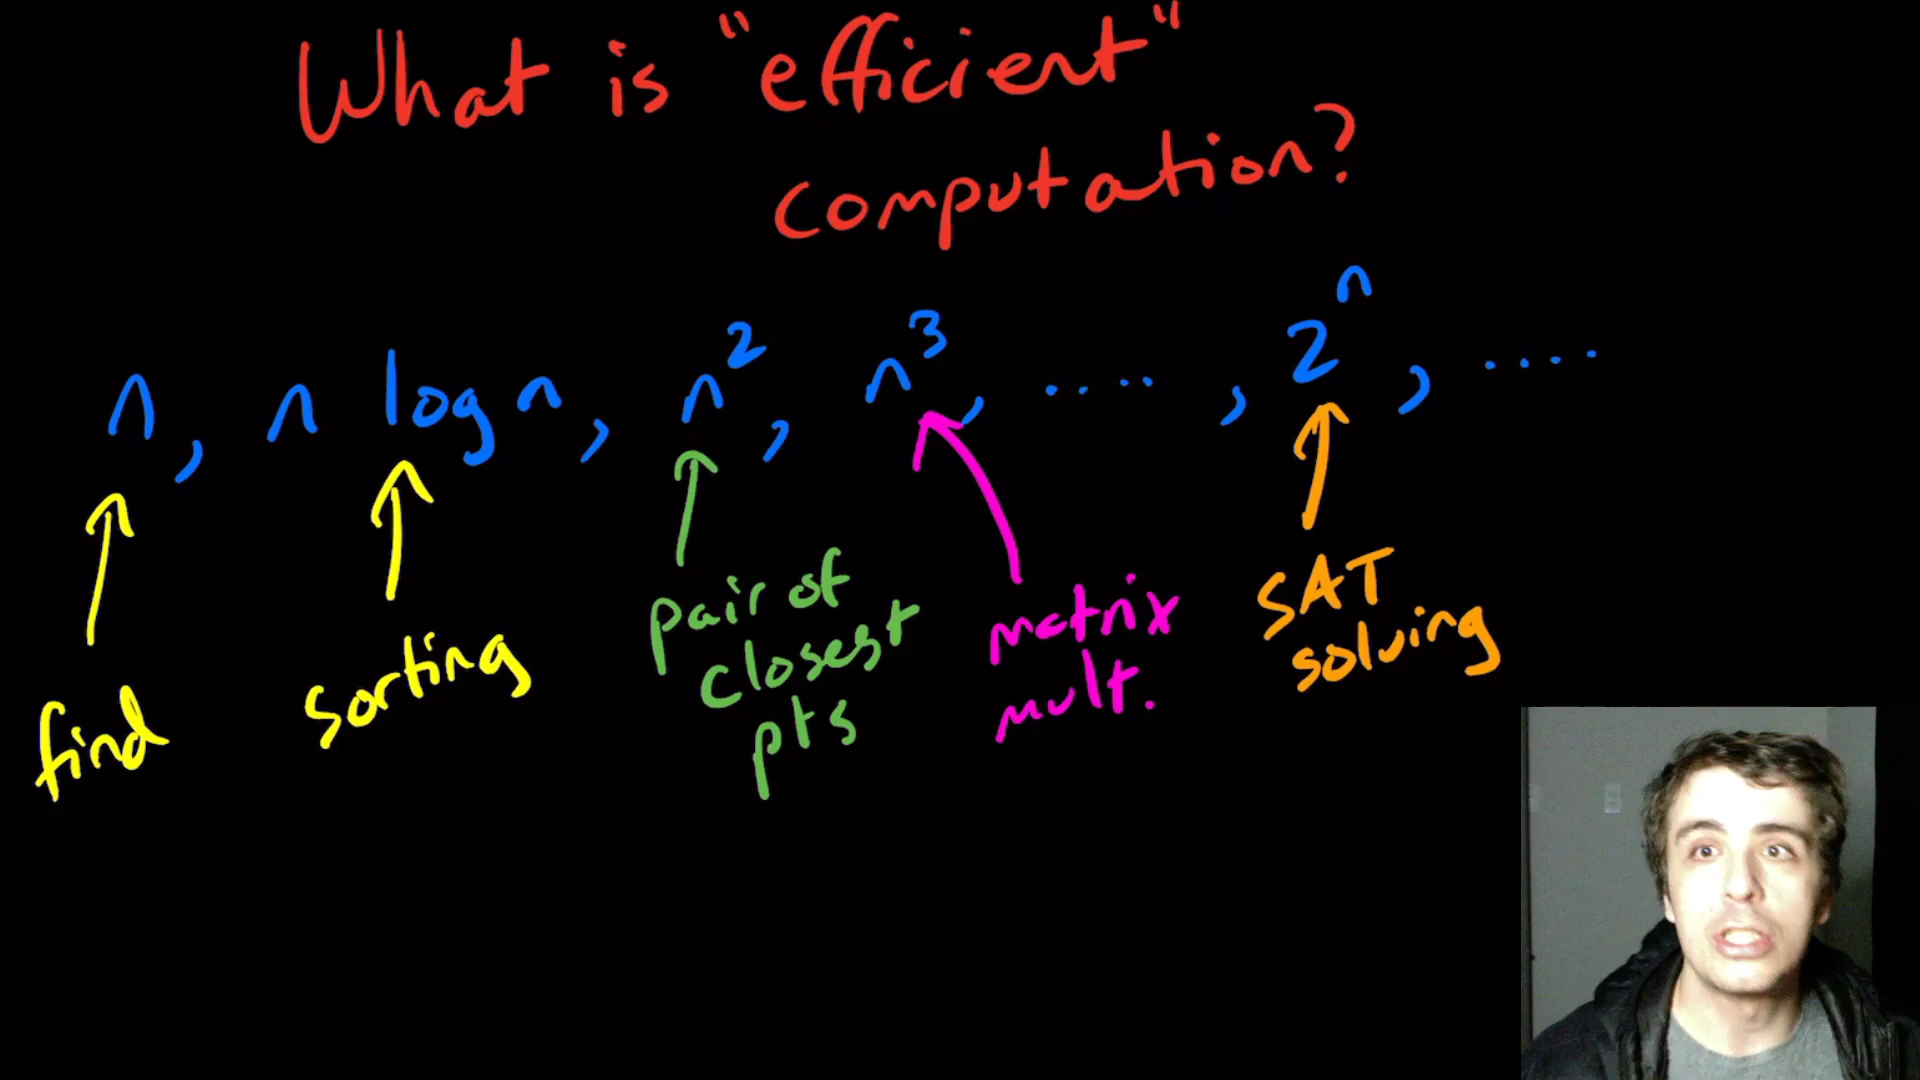 What is "efficient"
computation?
n, n log n, n², n³, ...., 2ⁿ, ....
find
sorting
pair of
closest
pts
matrix
mult.
SAT
solving